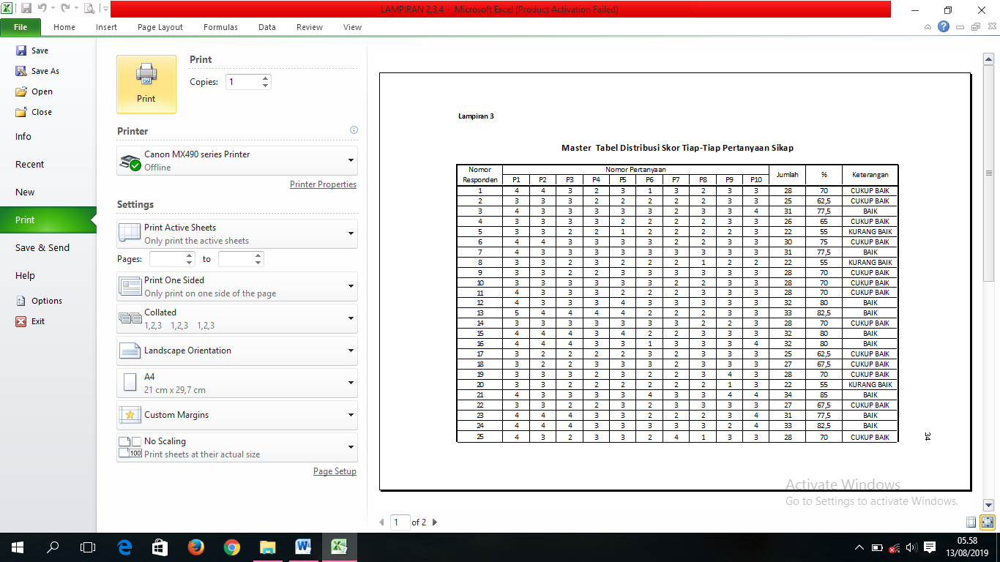 LAMPIRAN 2,3,4 - Microsoft Excel (Product Activation Failed)
File Home Insert Page Layout Formulas Data Review View
Save
Save As
Open
Close
Info
Recent
New
Print
Save & Send
Help
Options
Exit
Print
Print
Copies: 1
Printer
Canon MX490 series Printer
Offline
Printer Properties
Settings
Print Active Sheets
Only print the active sheets
Pages: to
Print One Sided
Only print on one side of the page
Collated
1,2,3 1,2,3 1,2,3
Landscape Orientation
A4
21 cm x 29,7 cm
Custom Margins
No Scaling
100 Print sheets at their actual size
Page Setup
Lampiran 3
Master Tabel Distribusi Skor Tiap-Tiap Pertanyaan Sikap
Nomor Responden Nomor Pertanyaan Jumlah % Keterangan
P1 P2 P3 P4 P5 P6 P7 P8 P9 P10
1 4 4 3 2 3 1 3 2 3 3 28 70 CUKUP BAIK
2 3 3 3 2 2 2 2 2 3 3 25 62,5 CUKUP BAIK
3 4 3 3 3 3 3 2 3 3 4 31 77,5 BAIK
4 3 3 3 3 2 2 2 2 3 3 26 65 CUKUP BAIK
5 3 3 2 2 1 2 2 2 2 3 22 55 KURANG BAIK
6 4 4 3 3 3 3 2 2 3 3 30 75 CUKUP BAIK
7 4 3 3 3 3 3 3 3 3 3 31 77,5 BAIK
8 3 3 2 3 2 2 2 1 2 2 22 55 KURANG BAIK
9 3 3 2 2 3 3 3 3 3 3 28 70 CUKUP BAIK
10 3 3 3 3 3 3 2 2 3 3 28 70 CUKUP BAIK
11 4 3 3 3 2 2 2 3 3 3 28 70 CUKUP BAIK
12 4 3 3 3 4 3 3 3 3 3 32 80 BAIK
13 5 4 4 4 4 2 2 2 3 3 33 82,5 BAIK
14 3 3 3 3 3 3 3 2 2 3 28 70 CUKUP BAIK
15 4 4 4 3 4 2 2 3 3 3 32 80 BAIK
16 4 4 4 3 3 1 3 3 3 4 32 80 BAIK
17 3 2 2 2 2 3 2 3 3 3 25 62,5 CUKUP BAIK
18 3 2 2 3 3 3 2 3 3 3 27 67,5 CUKUP BAIK
19 3 3 3 2 3 2 2 3 4 3 28 70 CUKUP BAIK
20 3 3 2 2 2 2 2 2 1 3 22 55 KURANG BAIK
21 4 3 3 3 3 4 3 3 4 4 34 85 BAIK
22 3 3 2 2 3 2 3 3 3 3 27 67,5 CUKUP BAIK
23 4 4 4 3 3 2 2 2 3 4 31 77,5 BAIK
24 4 4 4 3 3 3 3 3 2 4 33 82,5 BAIK
25 4 3 2 3 3 2 4 1 3 3 28 70 CUKUP BAIK
34
Activate Windows
Go to Settings to activate Windows.
1 of 2
05.58
13/08/2019